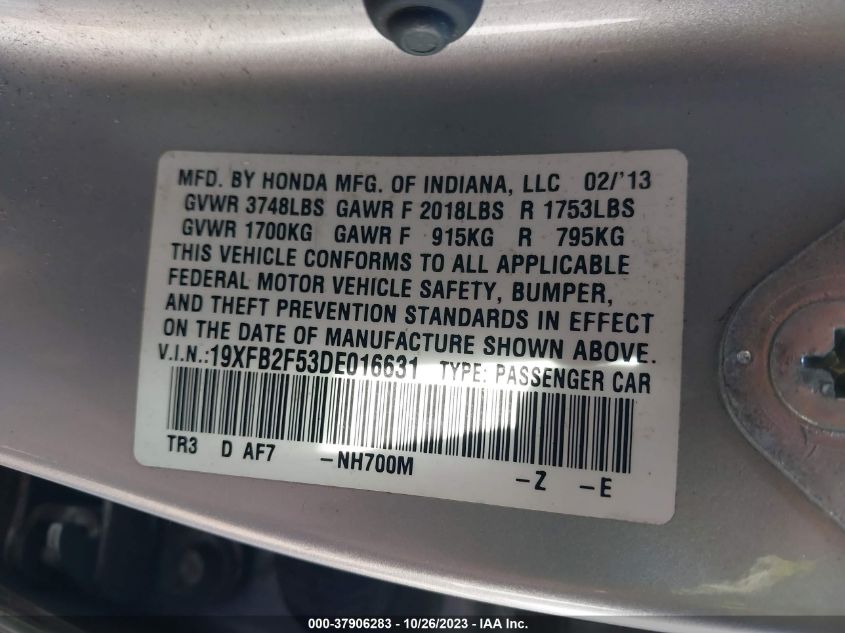 MFD. BY HONDA MFG. OF INDIANA, LLC 02/'13
GVWR 3748LBS GAWR F 2018LBS R 1753LBS
GVWR 1700KG GAWR F 915KG R 795KG
THIS VEHICLE CONFORMS TO ALL APPLICABLE
FEDERAL MOTOR VEHICLE SAFETY, BUMPER,
AND THEFT PREVENTION STANDARDS IN EFFECT
ON THE DATE OF MANUFACTURE SHOWN ABOVE.
V.I.N.:19XFB2F53DE016631 TYPE: PASSENGER CAR
TR3 D AF7 -NH700M -Z -E
000-37906283 - 10/26/2023 - IAA Inc.